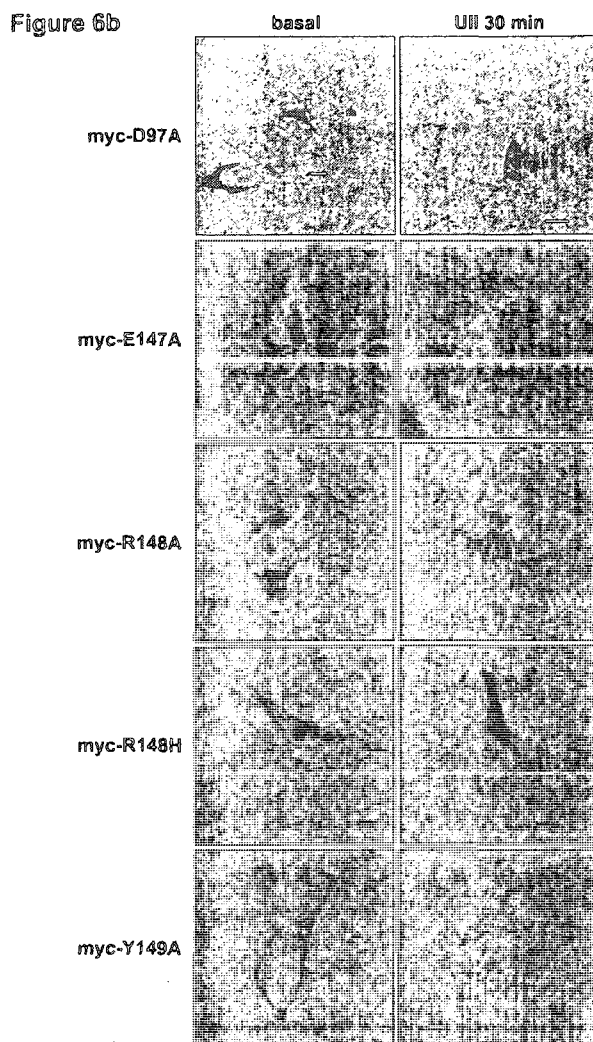 Figure 6b
basal UII 30 min
myc-D97A
myc-E147A
myc-R148A
myc-R148H
myc-Y149A